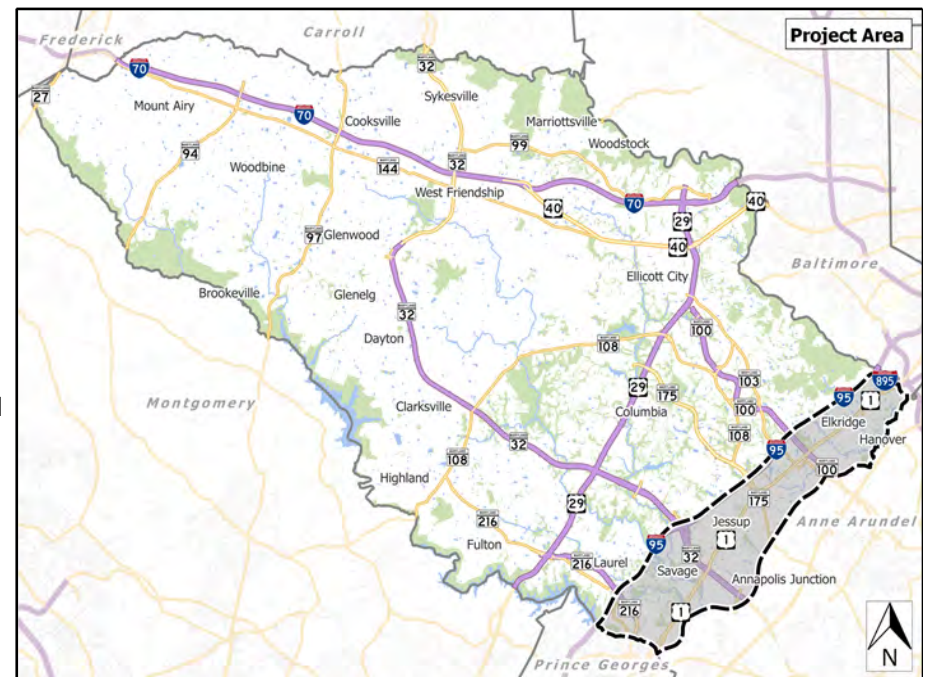 Project Area
Carroll
Frederick
70
32
27
Mount Airy
Sykesville
70
Cooksville
Marriottsville
94
99
Woodstock
Woodbine
144
32
West Friendship
40
70
40
29
97
Glenwood
40
Baltimore
Ellicott City
Brookeville
Glenelg
32
Dayton
100
108
895
29
175
103
95
1
Montgomery
Clarksville
Columbia
100
Elkridge
108
Hanover
32
95
108
100
Highland
175
29
216
Jessup
Anne Arundel
95
1
Fulton
32
216
Laurel
Savage
Annapolis Junction
216
1
N
Prince Georges